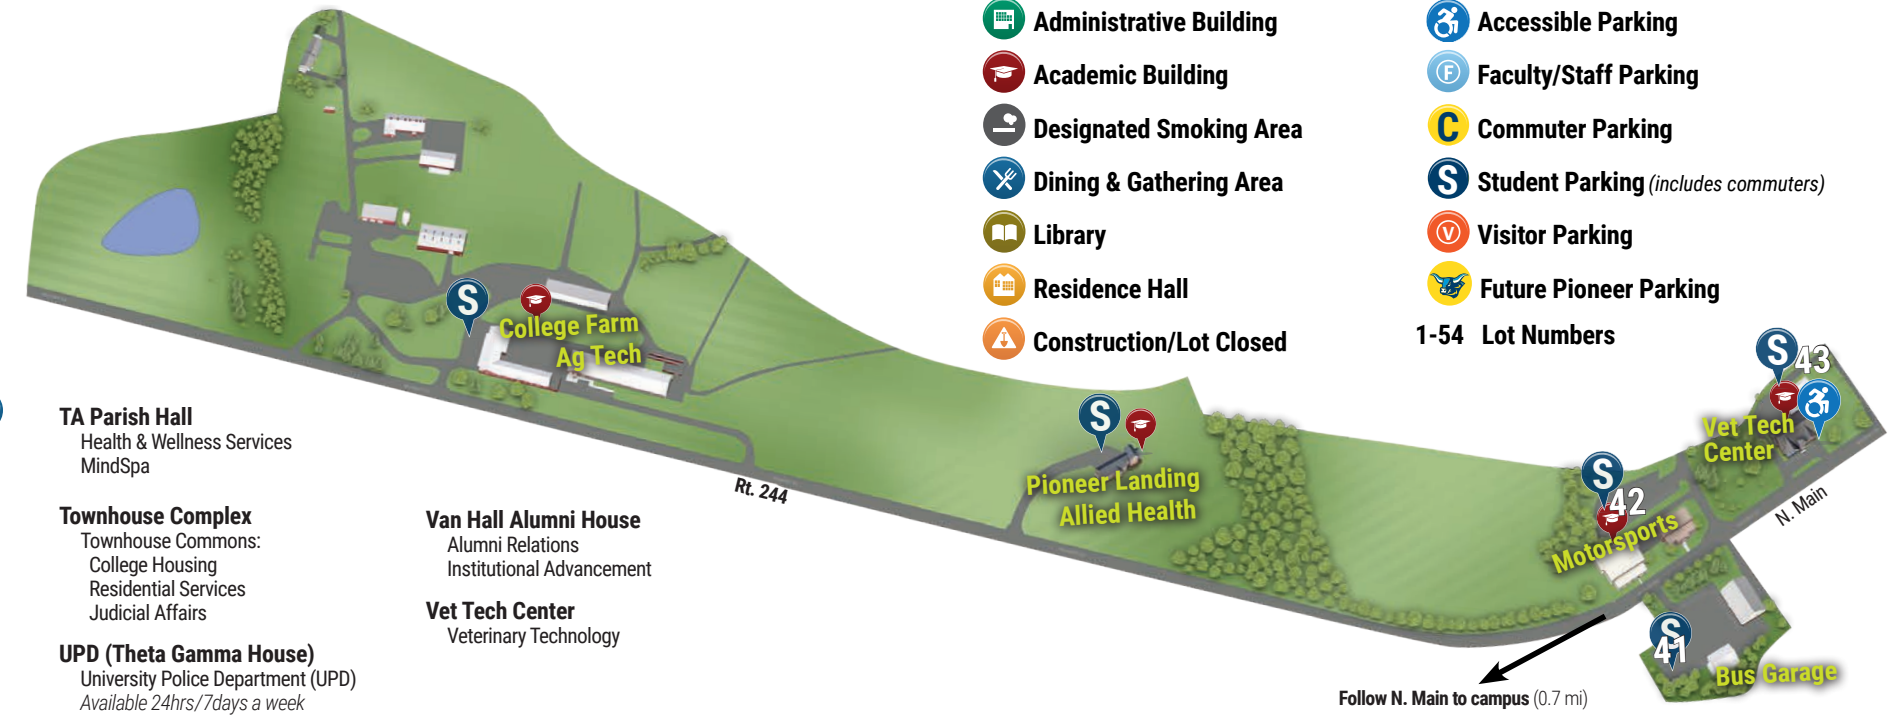 Administrative Building
Academic Building
Designated Smoking Area
Dining & Gathering Area
Library
Residence Hall
Construction/Lot Closed
Accessible Parking
F Faculty/Staff Parking
C Commuter Parking
S Student Parking (includes commuters)
V Visitor Parking
Future Pioneer Parking
1-54 Lot Numbers
S
College Farm
Ag Tech
Rt. 244
S
Pioneer Landing
Allied Health
S
43
Vet Tech
Center
N. Main
S
42
Motorsports
S
41
Bus Garage
Follow N. Main to campus (0.7 mi)
TA Parish Hall
Health & Wellness Services
MindSpa
Townhouse Complex
Townhouse Commons:
College Housing
Residential Services
Judicial Affairs
UPD (Theta Gamma House)
University Police Department (UPD)
Available 24hrs/7days a week
Van Hall Alumni House
Alumni Relations
Institutional Advancement
Vet Tech Center
Veterinary Technology